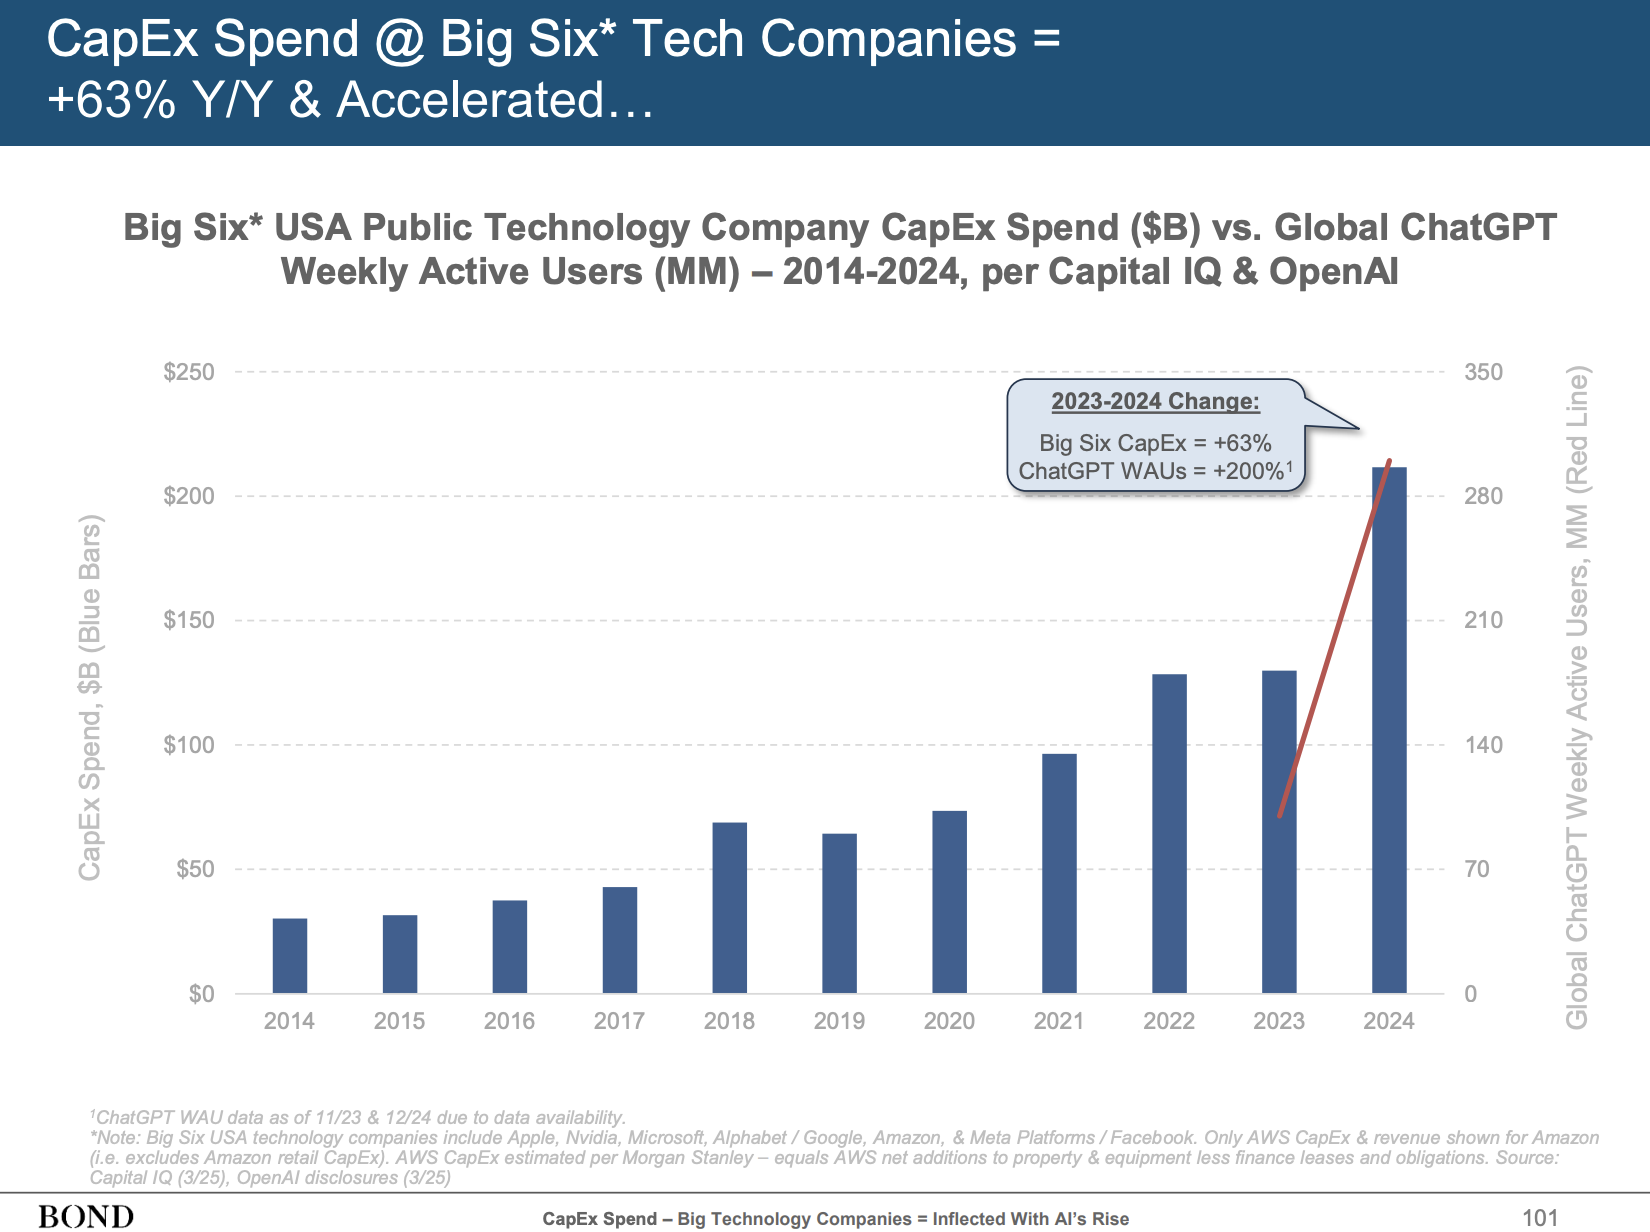 CapEx Spend @ Big Six* Tech Companies =
+63% Y/Y & Accelerated…
Big Six* USA Public Technology Company CapEx Spend ($B) vs. Global ChatGPT
Weekly Active Users (MM) – 2014-2024, per Capital IQ & OpenAI
CapEx Spend, $B (Blue Bars)
$250
$200
$150
$100
$50
$0
2023-2024 Change:
Big Six CapEx = +63%
ChatGPT WAUs = +200%¹
350
280
210
140
70
0
Global ChatGPT Weekly Active Users, MM (Red Line)
2014 2015 2016 2017 2018 2019 2020 2021 2022 2023 2024
¹ChatGPT WAU data as of 11/23 & 12/24 due to data availability.
*Note: Big Six USA technology companies include Apple, Nvidia, Microsoft, Alphabet / Google, Amazon, & Meta Platforms / Facebook. Only AWS CapEx & revenue shown for Amazon
(i.e. excludes Amazon retail CapEx). AWS CapEx estimated per Morgan Stanley – equals AWS net additions to property & equipment less finance leases and obligations. Source:
Capital IQ (3/25), OpenAI disclosures (3/25)
BOND
CapEx Spend – Big Technology Companies = Inflected With AI’s Rise
101